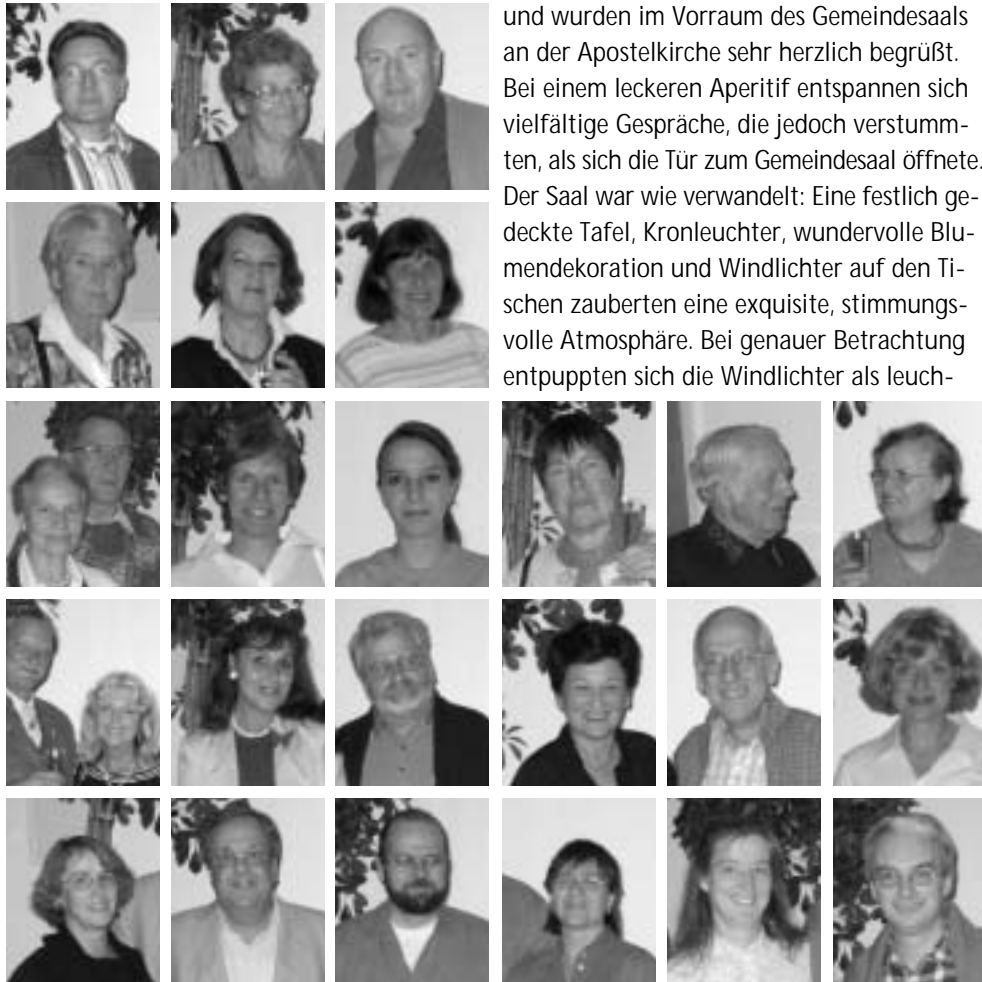 und wurden im Vorraum des Gemeindesaals
an der Apostelkirche sehr herzlich begrüßt.
Bei einem leckeren Aperitif entspannen sich
vielfältige Gespräche, die jedoch verstumm-
ten, als sich die Tür zum Gemeindesaal öffnete.
Der Saal war wie verwandelt: Eine festlich ge-
deckte Tafel, Kronleuchter, wundervolle Blu-
mendekoration und Windlichter auf den Ti-
schen zauberten eine exquisite, stimmungs-
volle Atmosphäre. Bei genauer Betrachtung
entpuppten sich die Windlichter als leuch-